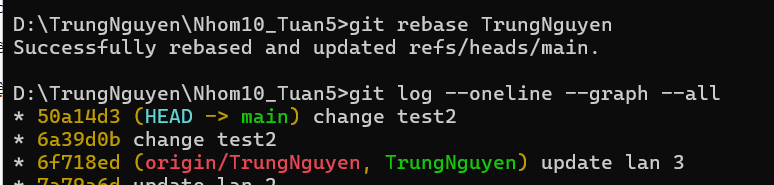 D:\TrungNguyen\Nhom10_Tuan5>git rebase TrungNguyen
Successfully rebased and updated refs/heads/main.
D:\TrungNguyen\Nhom10_Tuan5>git log --oneline --graph --all
* 50a14d3 (HEAD -> main) change test2
* 6a39d0b change test2
* 6f718ed (origin/TrungNguyen, TrungNguyen) update lan 3
* 7a79a6d update lan 2